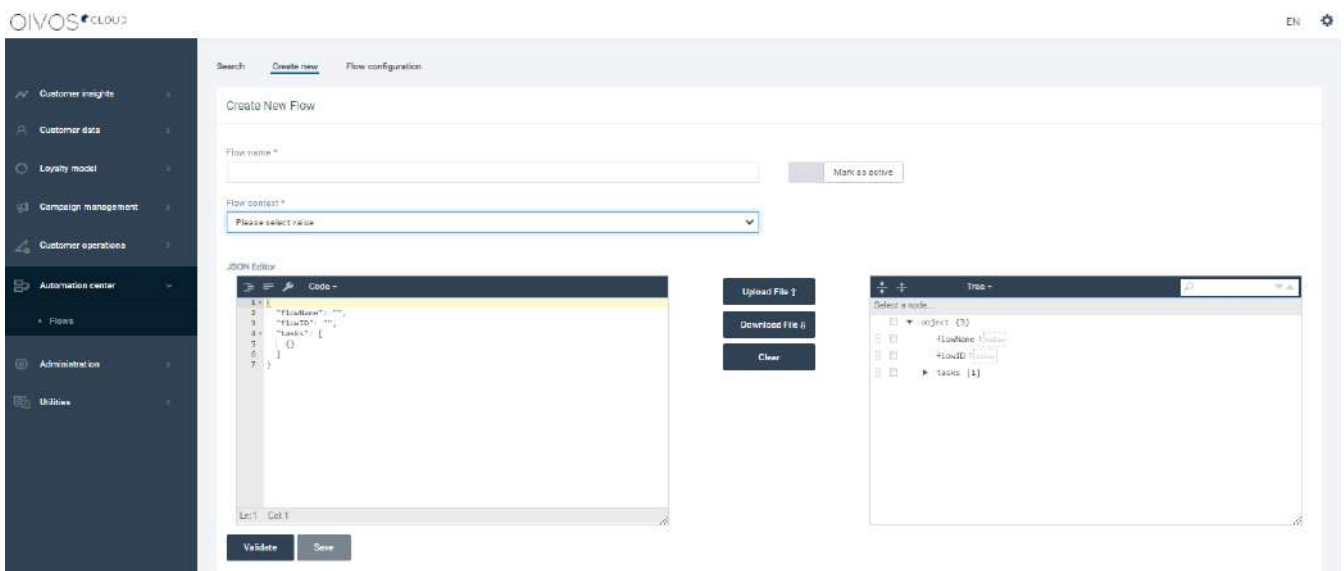 OIVOS CLOUD
EN
Search Create new Flow configuration
Customer insights
Customer data
Loyalty model
Campaign management
Customer operations
Automation center
Flows
Administration
Utilities
Create New Flow
Flow name *
Mark as active
Flow context *
Please select value
JSON Editor
Code
1 {
2 "flowName": "",
3 "flowID": "",
4 "tasks": [
5 {}
6 ]
7 }
Ln:1 Col:1
Upload File
Download File
Clear
Tree
Select a node...
object {3}
flowName : value
flowID : value
tasks [1]
Validate Save